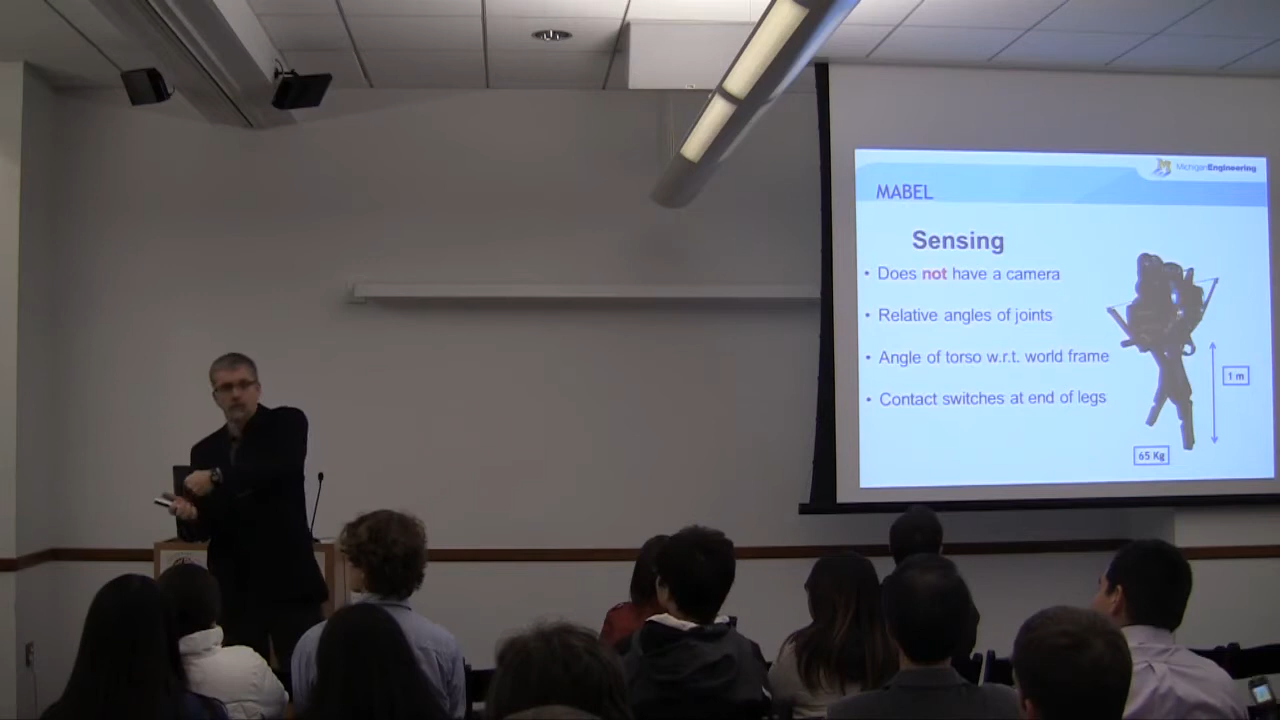 MichiganEngineering
MABEL
Sensing
• Does not have a camera
• Relative angles of joints
• Angle of torso w.r.t. world frame
• Contact switches at end of legs
1 m
65 Kg